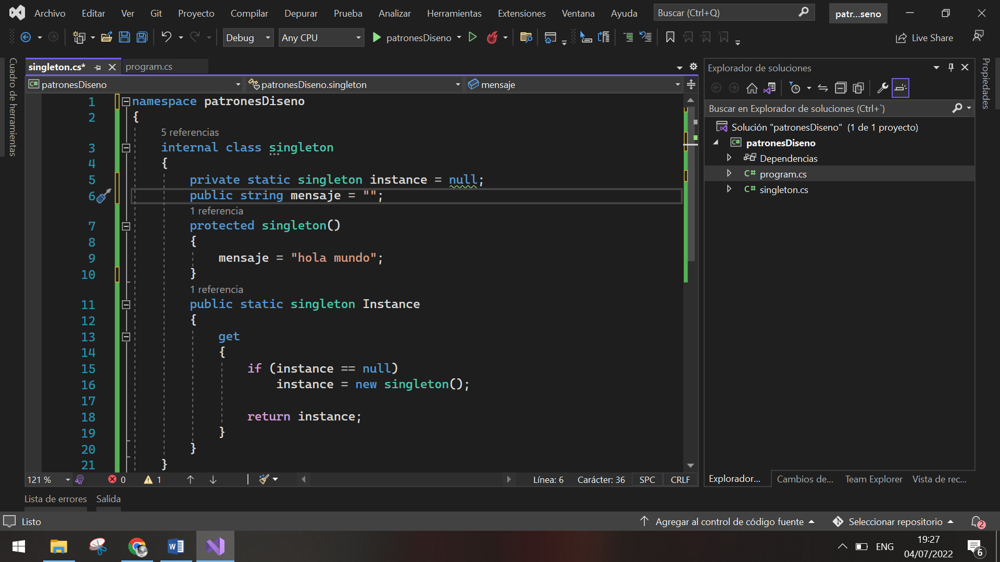 Archivo Editar Ver Git Proyecto Compilar Depurar Prueba Analizar Herramientas Extensiones Ventana Ayuda Buscar (Ctrl+Q) patr...seno
Debug Any CPU patronesDiseno Live Share
Cuadro de herramientas
singleton.cs* program.cs
patronesDiseno patronesDiseno.singleton mensaje
1 namespace patronesDiseno
2 {
5 referencias
3 internal class singleton
4 {
5 private static singleton instance = null;
6 public string mensaje = "";
1 referencia
7 protected singleton()
8 {
9 mensaje = "hola mundo";
10 }
1 referencia
11 public static singleton Instance
12 {
13 get
14 {
15 if (instance == null)
16 instance = new singleton();
17
18 return instance;
19 }
20 }
21 }
121 % 0 1 Línea: 6 Carácter: 36 SPC CRLF
Explorador de soluciones
Buscar en Explorador de soluciones (Ctrl+`)
Solución "patronesDiseno" (1 de 1 proyecto)
C# patronesDiseno
Dependencias
C# program.cs
C# singleton.cs
Explorador... Cambios de... Team Explorer Vista de rec...
Propiedades
Lista de errores Salida
Listo Agregar al control de código fuente Seleccionar repositorio 2
W ENG 19:27
04/07/2022 6